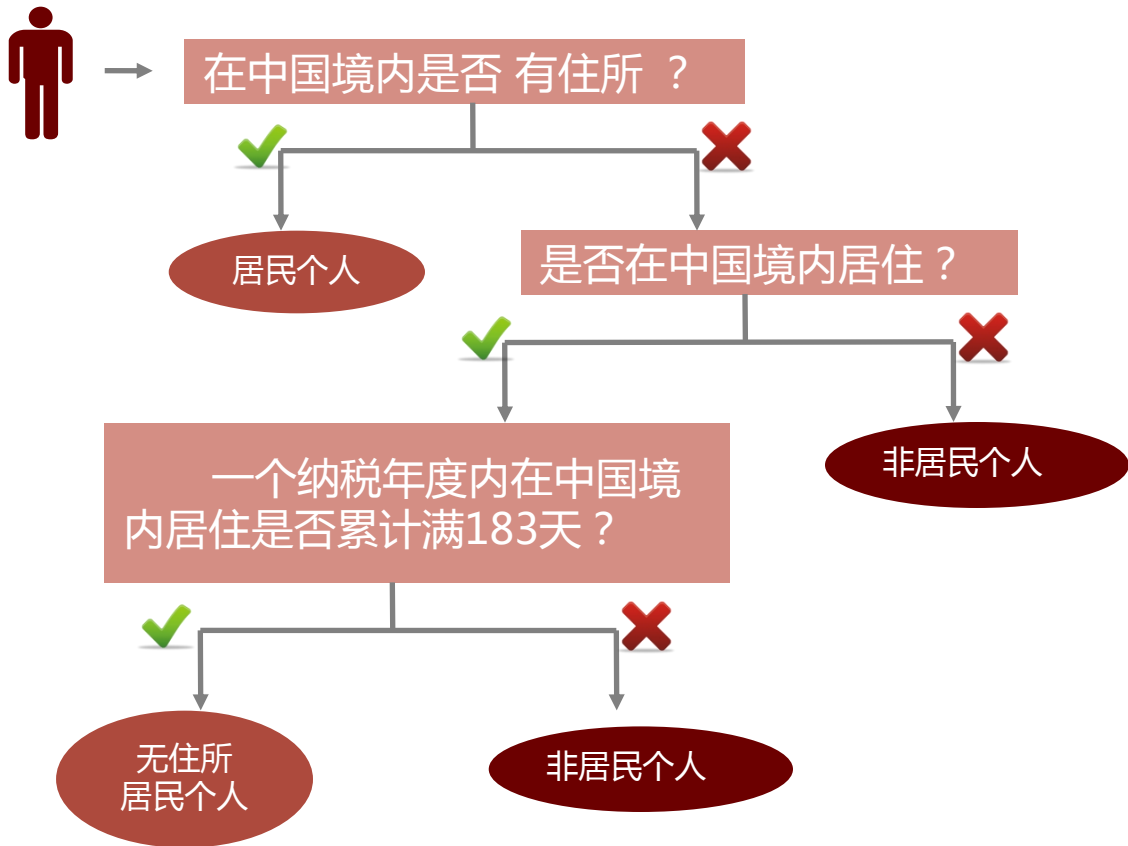 在中国境内是否 有住所 ？
居民个人
是否在中国境内居住？
非居民个人
一个纳税年度内在中国境
内居住是否累计满183天？
无住所
居民个人
非居民个人